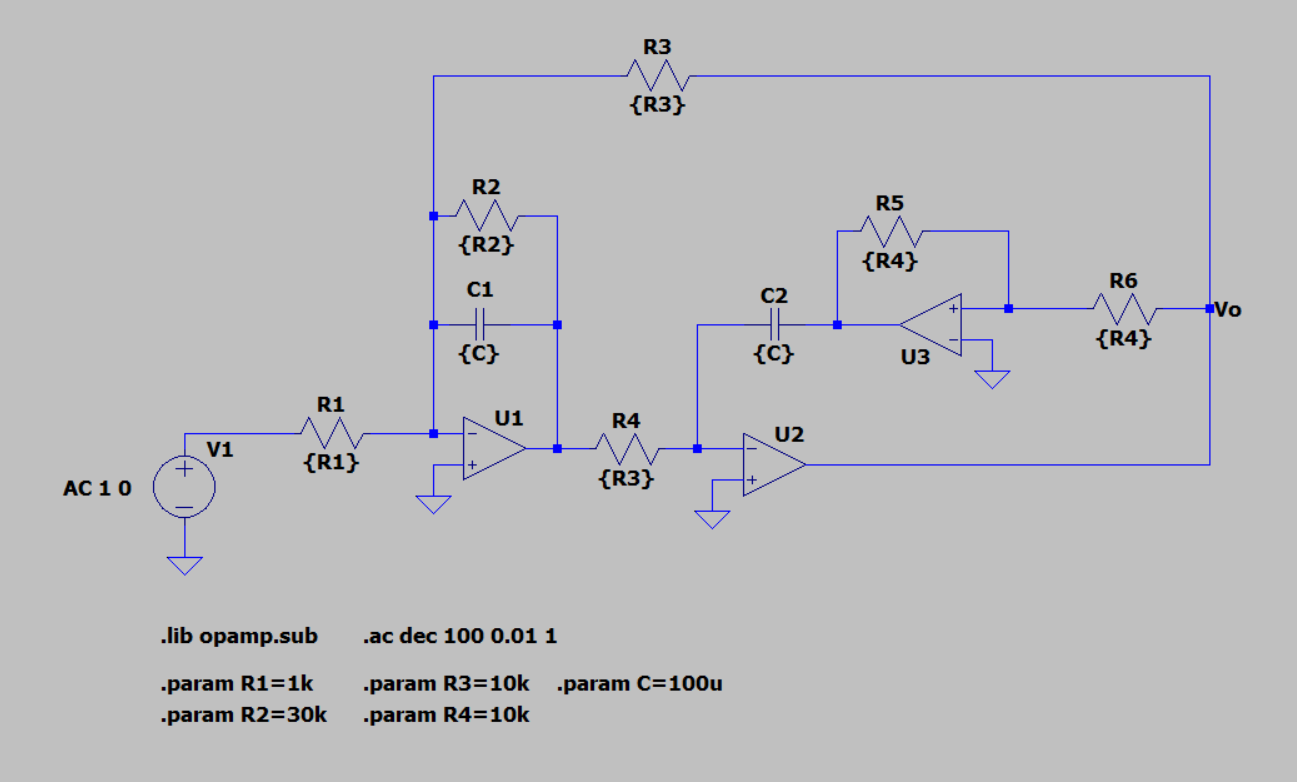 R3
{R3}
R2
{R2}
R5
{R4}
C1
{C}
C2
{C}
R6
{R4}
Vo
+
−
U3
R1
{R1}
U1
−
+
R4
{R3}
U2
−
+
V1
+
−
AC 1 0
.lib opamp.sub .ac dec 100 0.01 1
.param R1=1k .param R3=10k .param C=100u
.param R2=30k .param R4=10k